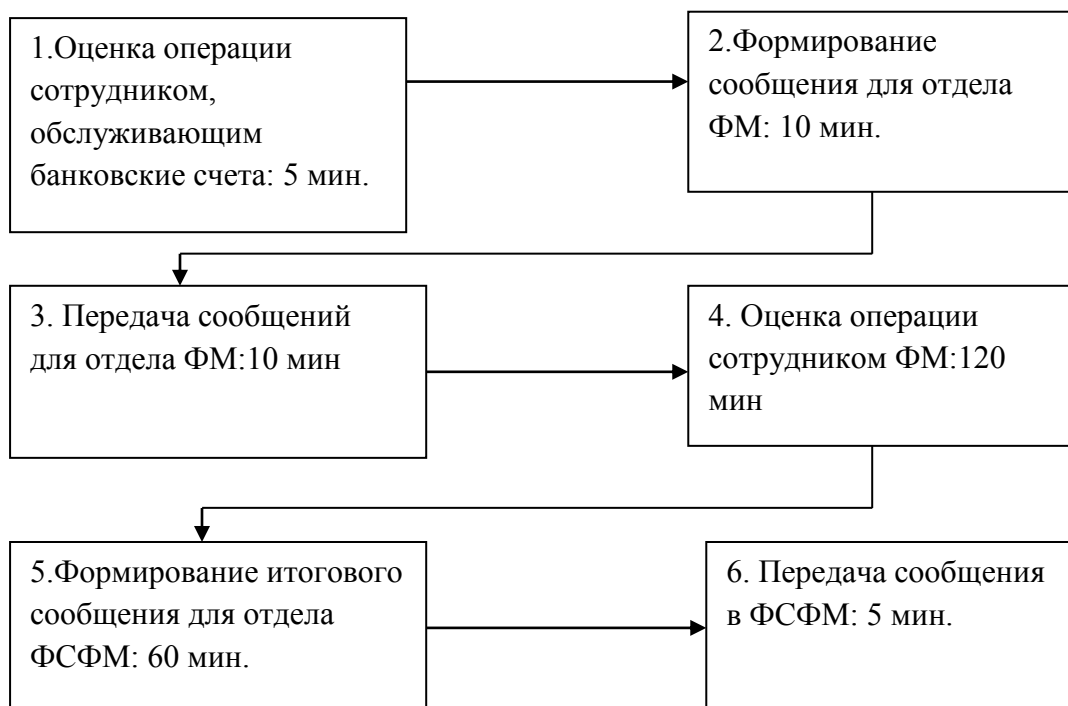 1.Оценка операции
сотрудником,
обслуживающим
банковские счета: 5 мин.
2.Формирование
сообщения для отдела
ФМ: 10 мин.
3. Передача сообщений
для отдела ФМ:10 мин
4. Оценка операции
сотрудником ФМ:120
мин
5.Формирование итогового
сообщения для отдела
ФСФМ: 60 мин.
6. Передача сообщения
в ФСФМ: 5 мин.